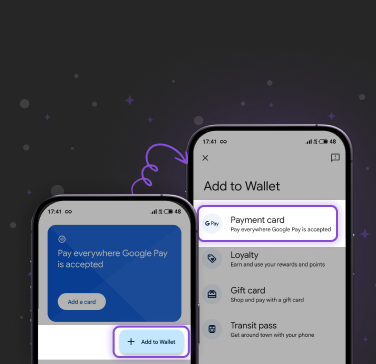 17:41
48
Pay everywhere Google Pay
is accepted
Add a card
+ Add to Wallet
17:41
48
Add to Wallet
G Pay
Payment card
Pay everywhere Google Pay is accepted
Loyalty
Earn and use your rewards and points
Gift card
Shop and pay with a gift card
Transit pass
Get around town with your phone